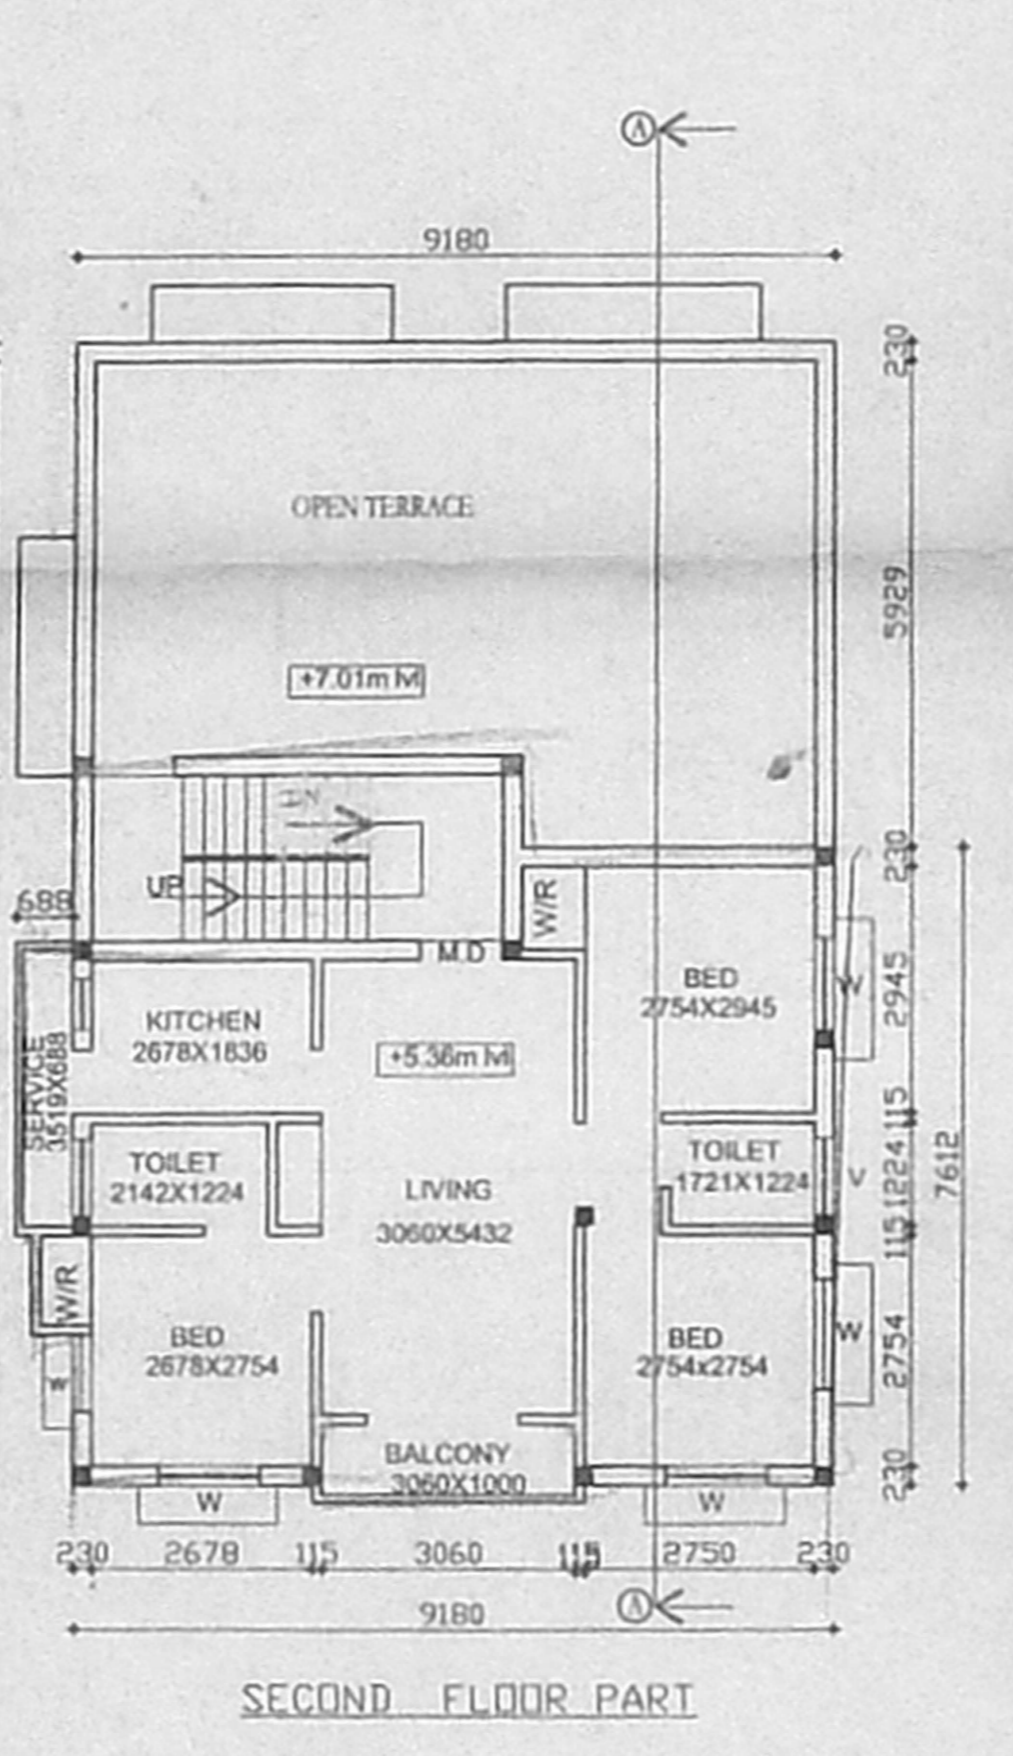 A
9180
230
OPEN TERRACE
5929
+7.01m lvl
DN
230
UP
688
W/R
M.D
BED
2754X2945
W
2945
KITCHEN
2678X1836
+5.36m lvl
SERVICE
3519X688
115
TOILET
2142X1224
TOILET
1721X1224
V
1224
7612
LIVING
3060X5432
115
W/R
BED
2678X2754
BED
2754x2754
W
2754
W
BALCONY
3060X1000
230
W
W
230 2678 115 3060 115 2750 230
9180
A
SECOND FLOOR PART